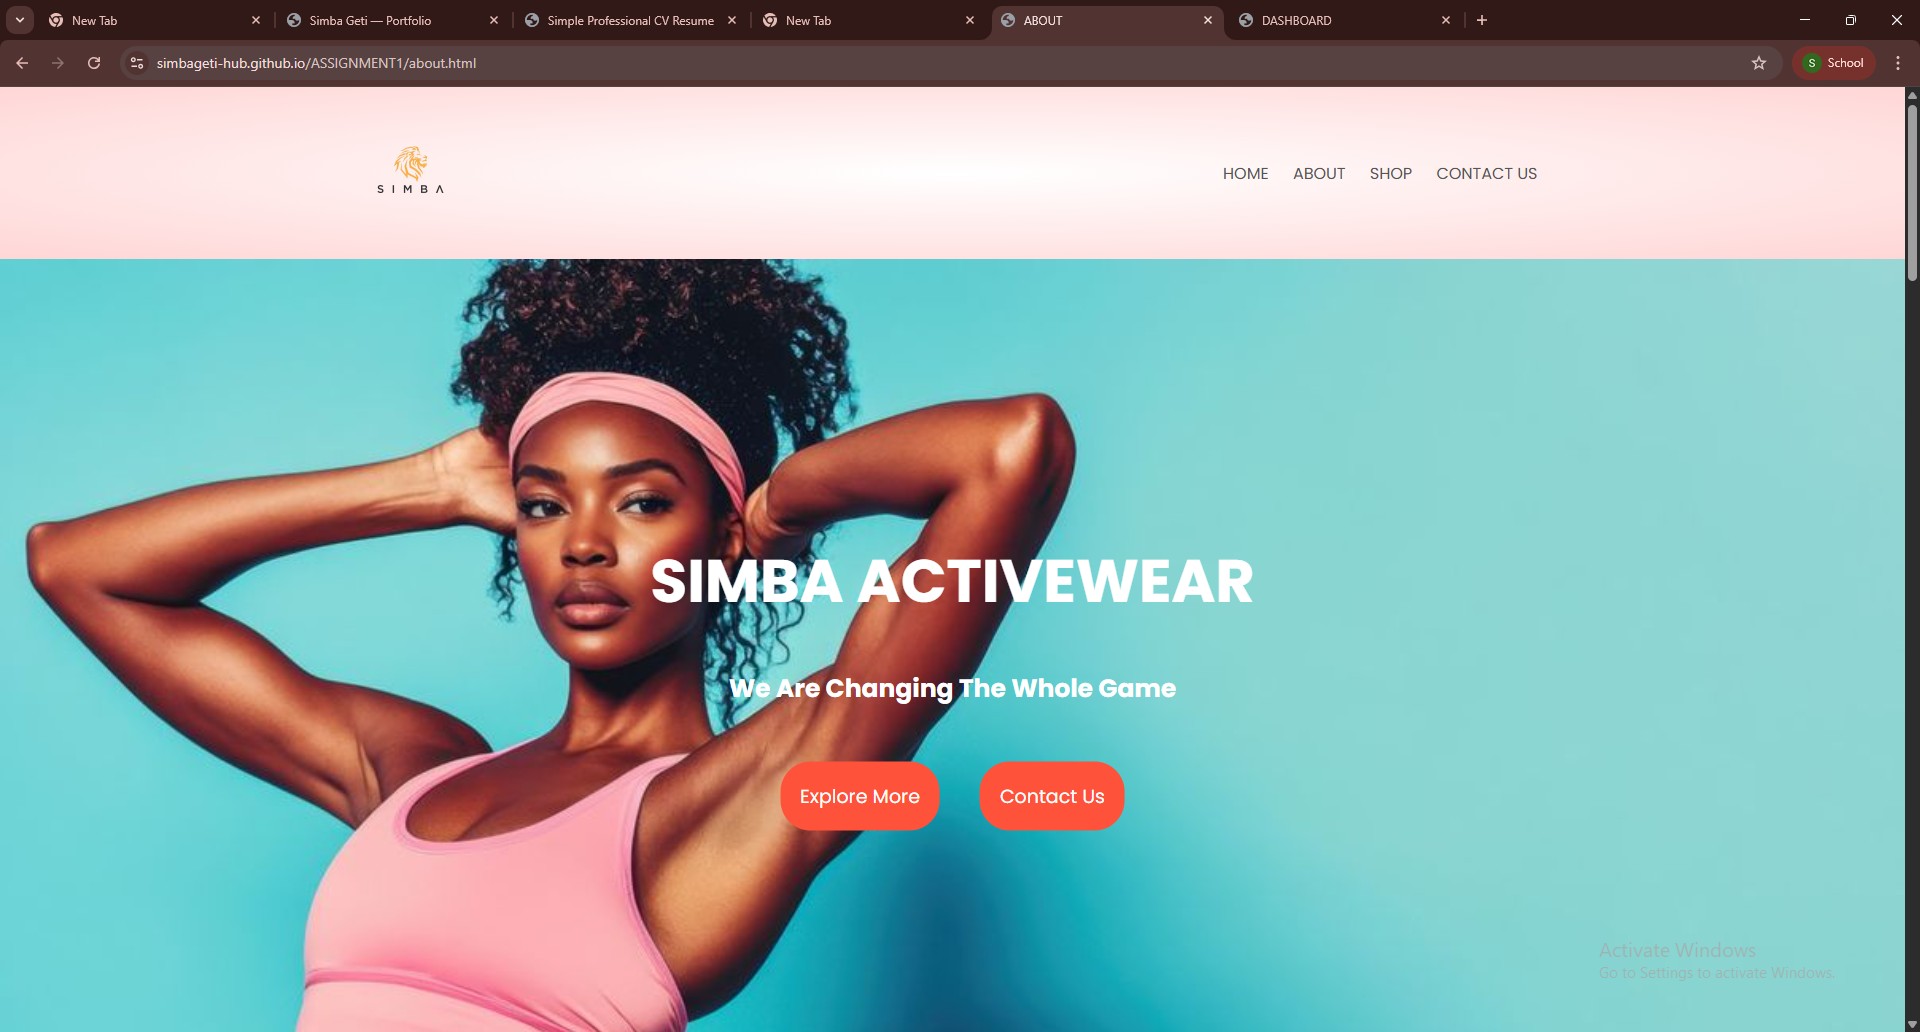 New Tab
Simba Geti — Portfolio
Simple Professional CV Resume
New Tab
ABOUT
DASHBOARD
simbageti-hub.github.io/ASSIGNMENT1/about.html
S
School
SIMBA
HOME
ABOUT
SHOP
CONTACT US
SIMBA ACTIVEWEAR
We Are Changing The Whole Game
Explore More
Contact Us
Activate Windows
Go to Settings to activate Windows.